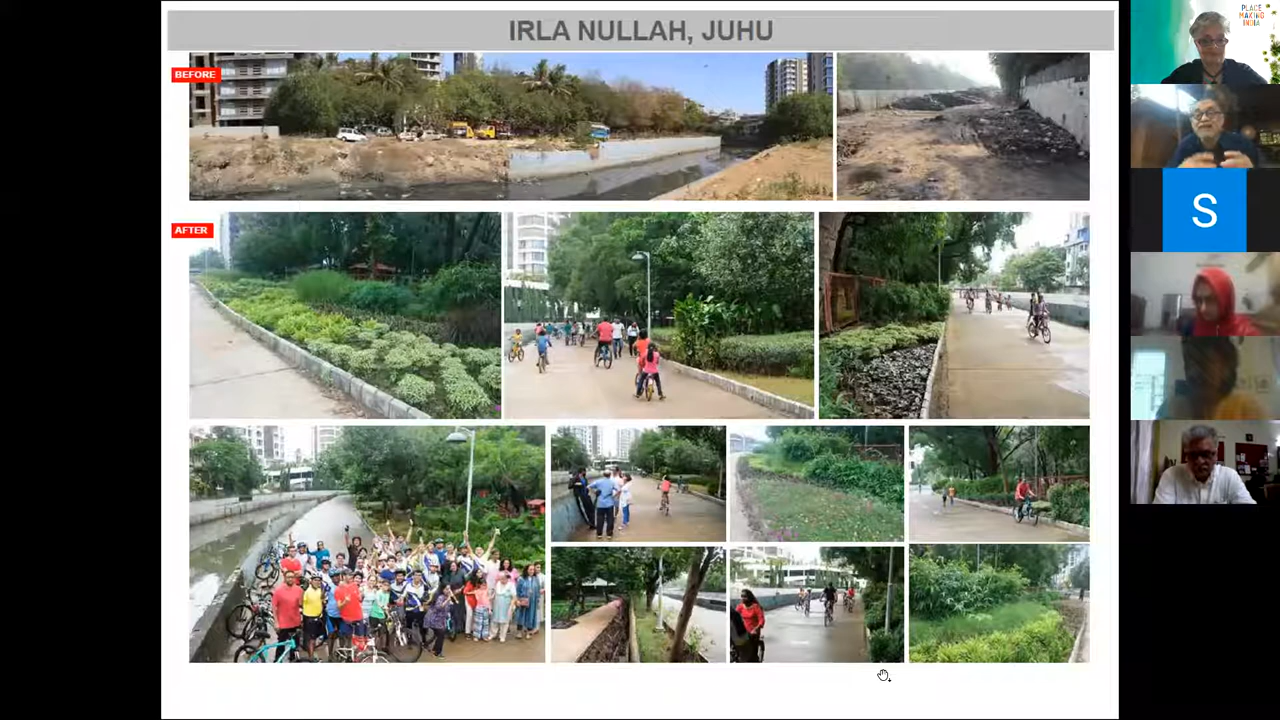 IRLA NULLAH, JUHU
BEFORE
AFTER
PLACE
MAKING
INDIA
S